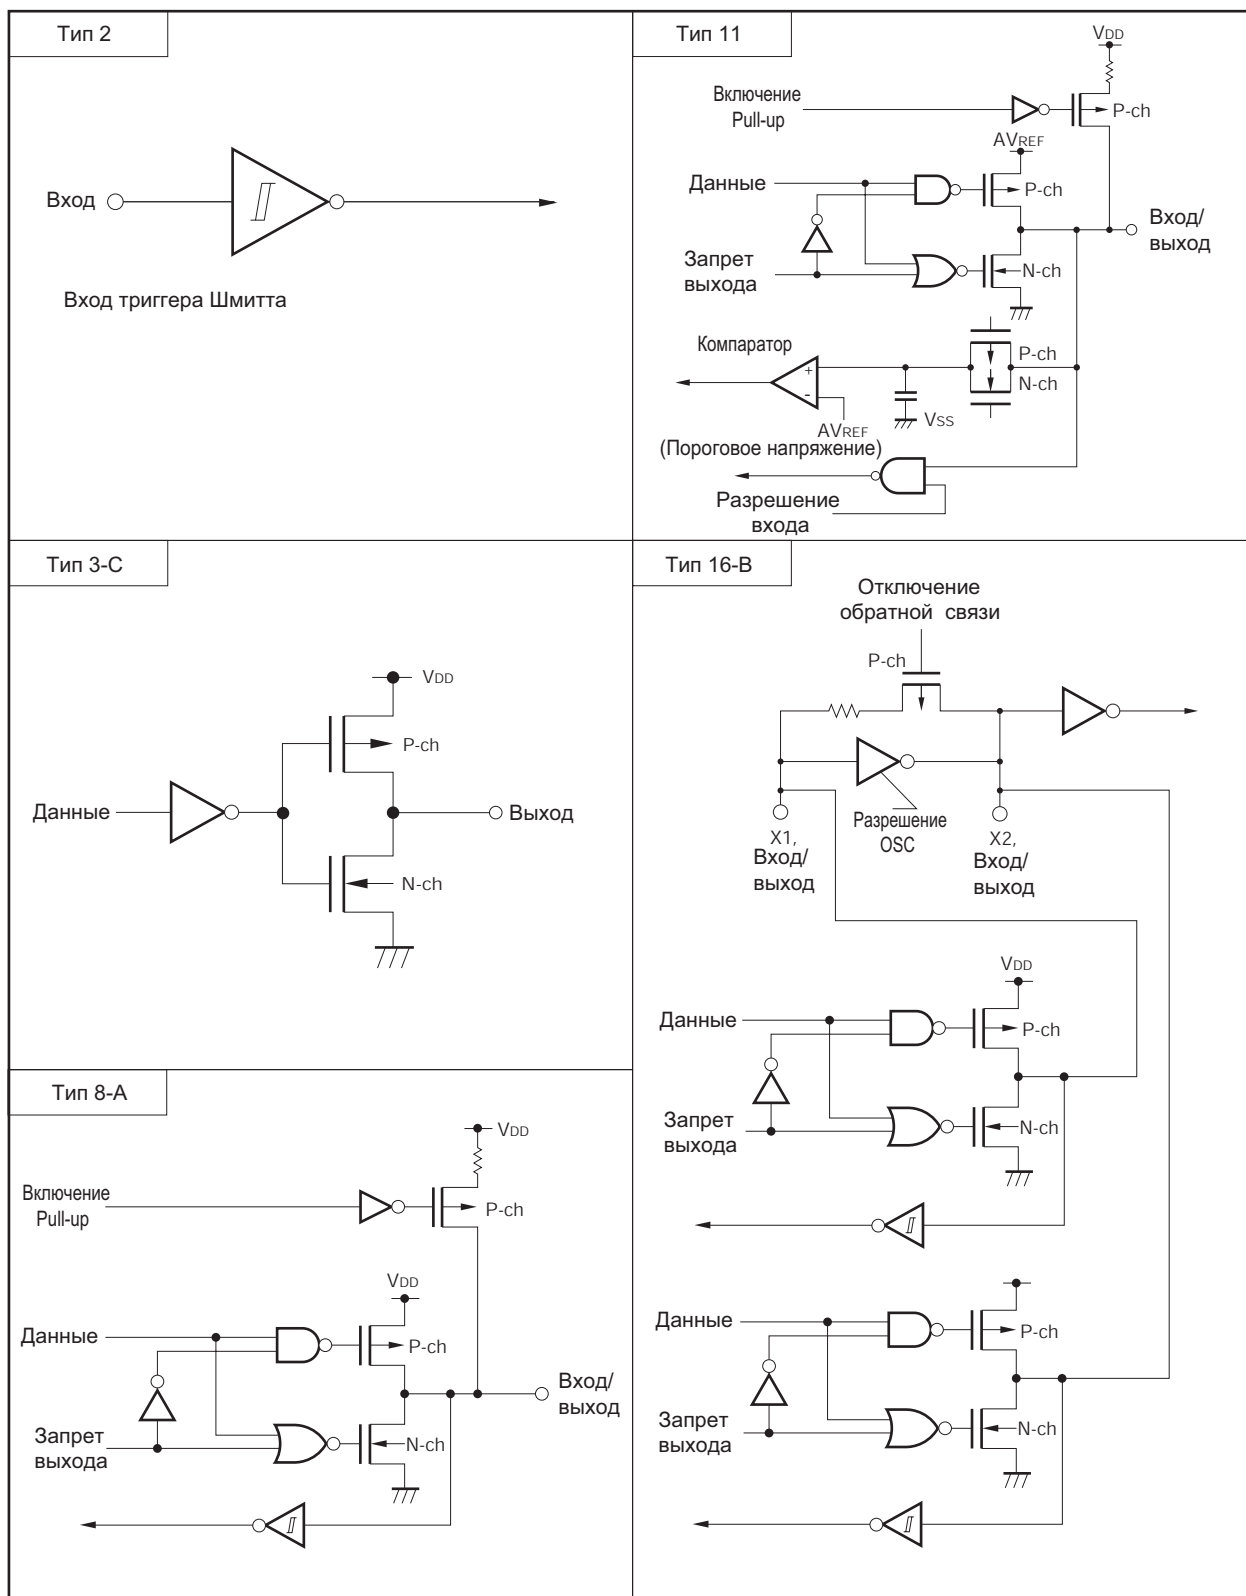 Тип 2
Вход
Вход триггера Шмитта
Тип 11
VDD
Включение
Pull-up
P-ch
AVREF
Данные
P-ch
Вход/
выход
Запрет
выхода
N-ch
Компаратор
P-ch
N-ch
+
-
VSS
AVREF
(Пороговое напряжение)
Разрешение
входа
Тип 3-C
VDD
P-ch
Данные
Выход
N-ch
Тип 8-A
VDD
Включение
Pull-up
P-ch
VDD
Данные
P-ch
Вход/
выход
Запрет
выхода
N-ch
Тип 16-B
Отключение
обратной связи
P-ch
X1,
Вход/
выход
Разрешение
OSC
X2,
Вход/
выход
VDD
Данные
P-ch
Запрет
выхода
N-ch
Данные
P-ch
Запрет
выхода
N-ch